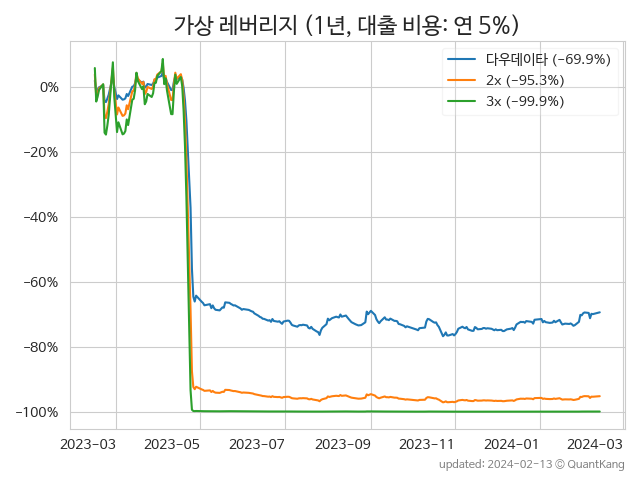 가상 레버리지 (1년, 대출 비용: 연 5%)
다우데이타 (−69.9%)
2x (−95.3%)
3x (−99.9%)
0%
−20%
−40%
−60%
−80%
−100%
2023-03 2023-05 2023-07 2023-09 2023-11 2024-01 2024-03
updated: 2024-02-13 © QuantKang